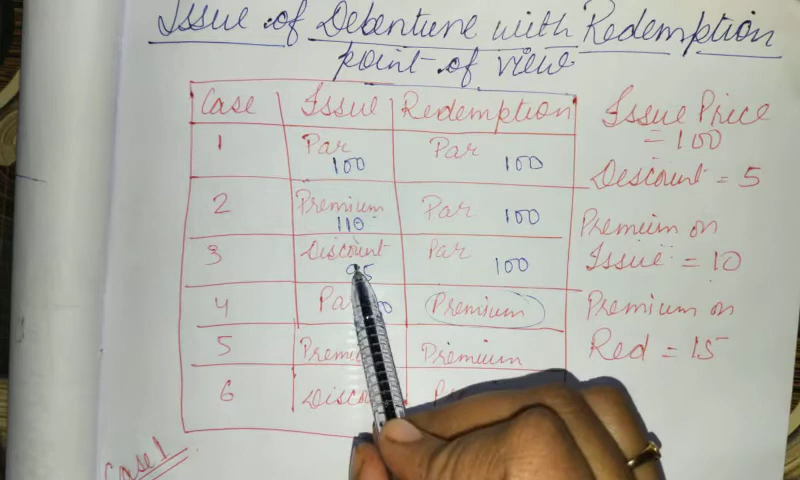 Issue of Debenture with Redemption
point of view
Case Issue Redemption
1 Par 100 Par 100
2 Premium 110 Par 100
3 Discount 95 Par 100
4 Premium
5 Premium
6
Issue Price
= 100
Discount = 5
Premium on
Issue = 10
Premium on
Red = 15
Case 1